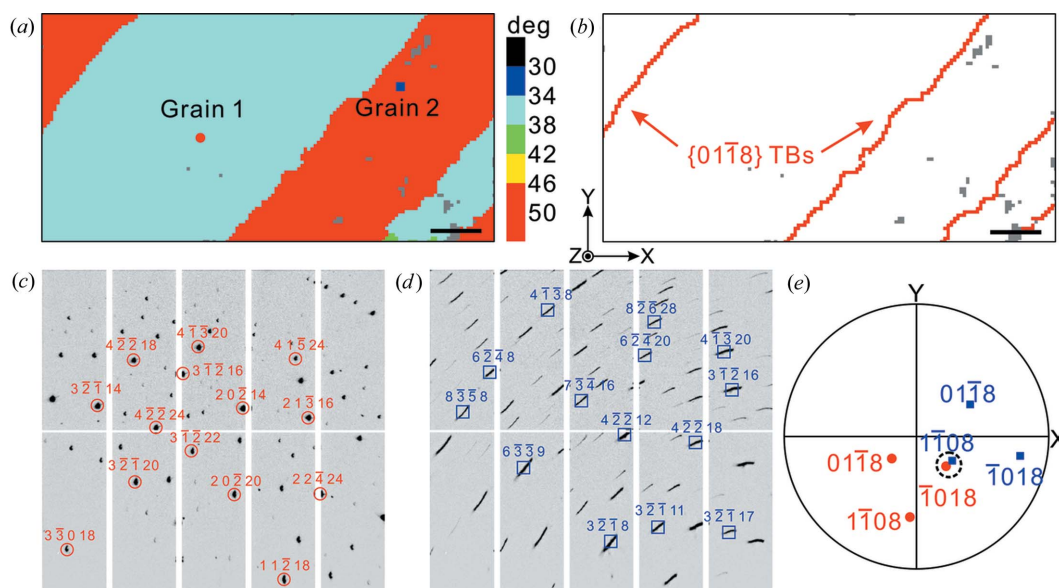 (a)
deg
30
34
38
42
46
50
Grain 1
Grain 2
(b)
{011̄8} TBs
Y
Z
X
(c)
4 1̄ 3̄ 20
4 2̄ 2̄ 18
4 1 5̄ 24
3 1̄ 2̄ 16
3 2̄ 1̄ 14
2 0 2̄ 14
2 1 3̄ 16
4 2̄ 2̄ 24
3 1̄ 2̄ 22
3 2̄ 1̄ 20
2 0 2̄ 20
2 2 4̄ 24
3 3̄ 0 18
1 1 2̄ 18
(d)
4 1̄ 3̄ 8
8 2̄ 6̄ 28
6 2̄ 4̄ 20
4 1̄ 3̄ 20
6 2̄ 4̄ 8
3 1̄ 2̄ 16
7 3̄ 4̄ 16
8 3̄ 5̄ 8
4 2̄ 2̄ 12
4 2̄ 2̄ 18
6 3̄ 3̄ 9
3 2̄ 1̄ 11
3 2̄ 1̄ 17
3 2̄ 1̄ 8
(e)
Y
X
011̄8
11̄08
1̄018
011̄8
1̄018
11̄08